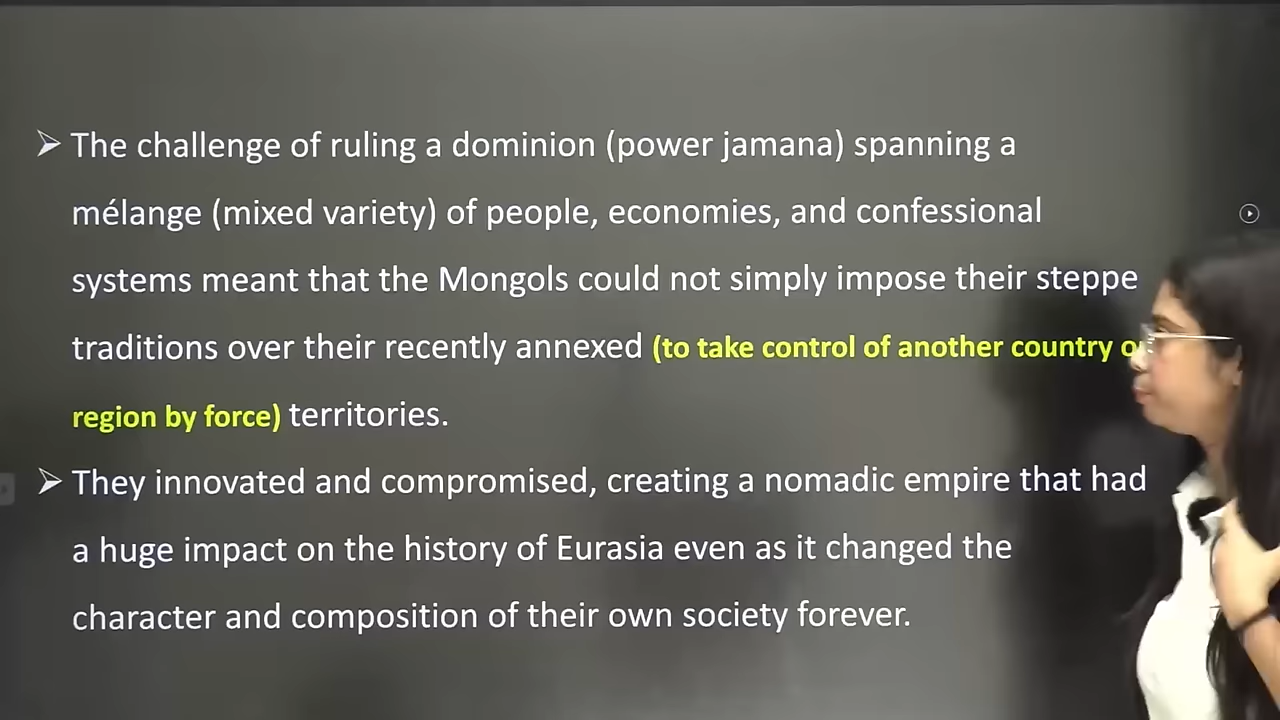 ➢ The challenge of ruling a dominion (power jamana) spanning a
mélange (mixed variety) of people, economies, and confessional
systems meant that the Mongols could not simply impose their steppe
traditions over their recently annexed (to take control of another country or
region by force) territories.
➢ They innovated and compromised, creating a nomadic empire that had
a huge impact on the history of Eurasia even as it changed the
character and composition of their own society forever.